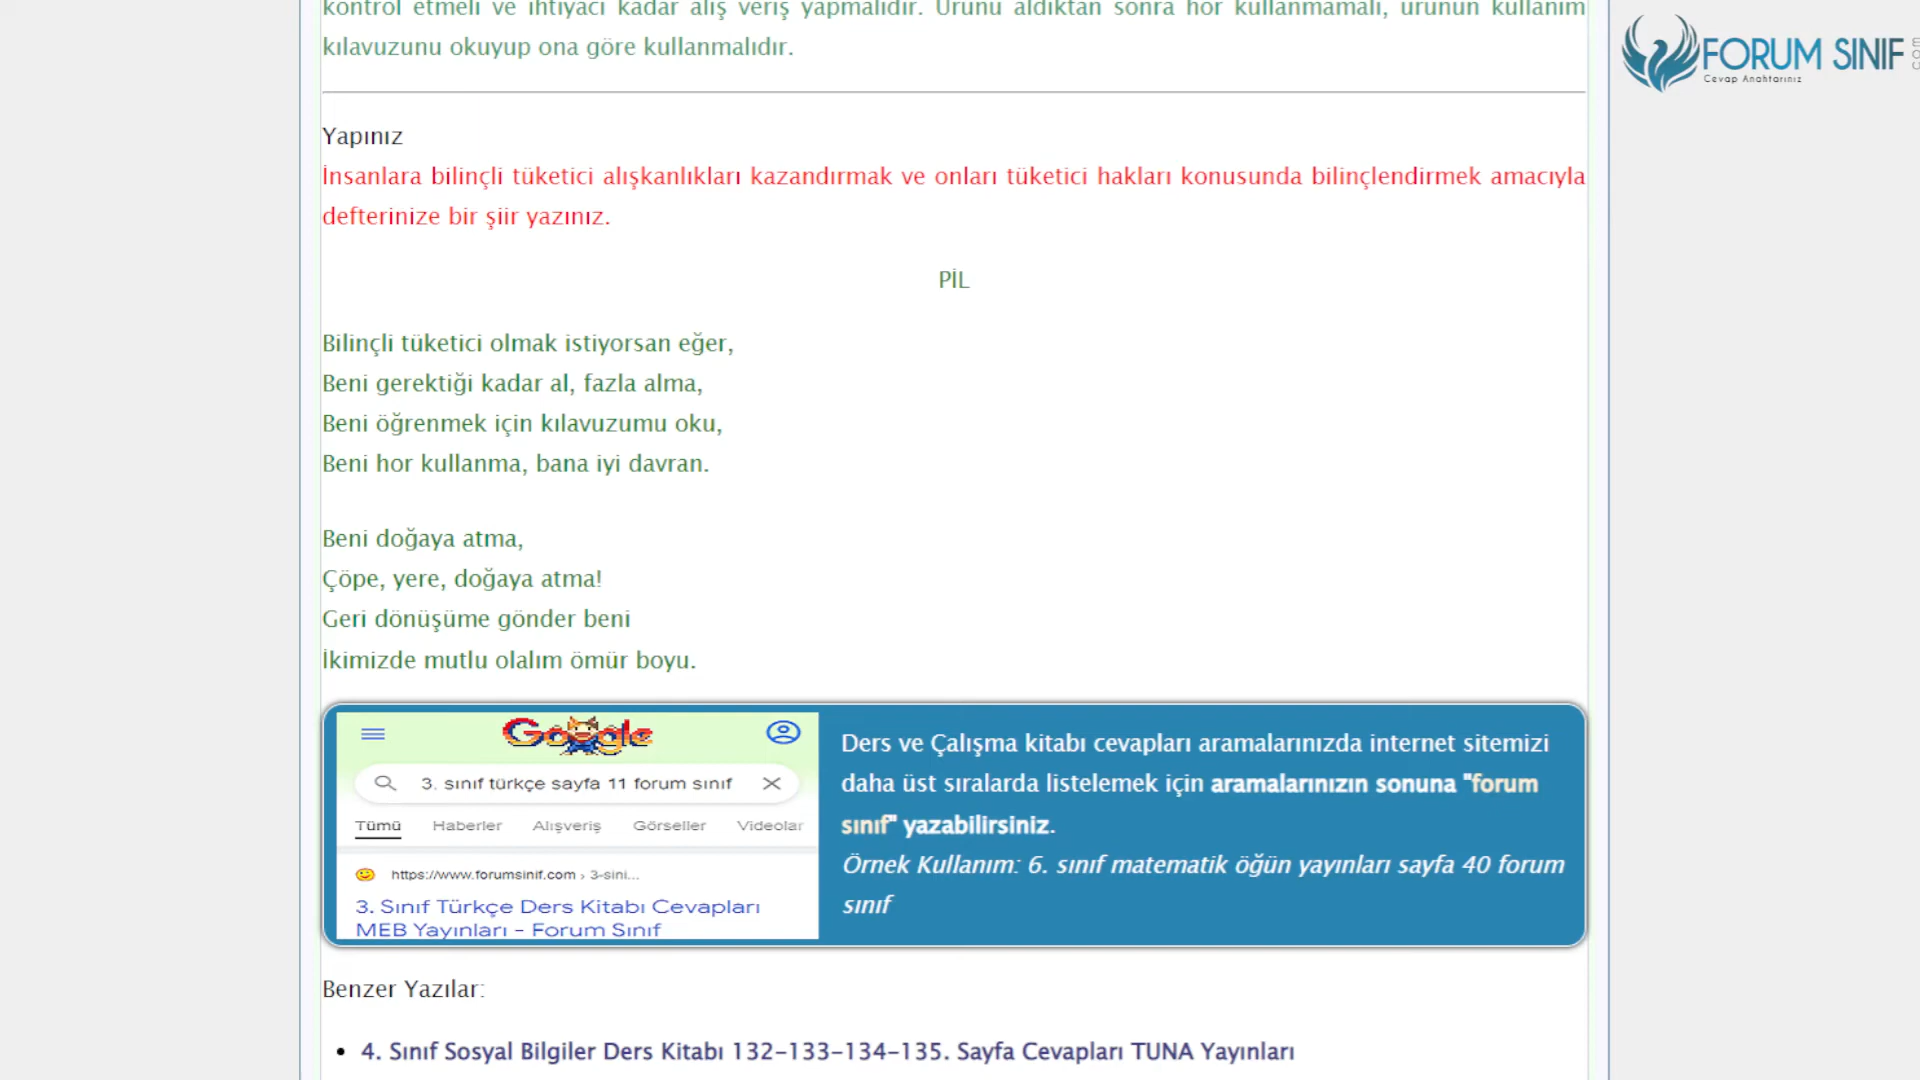 kontrol etmeli ve ihtiyacı kadar alış veriş yapmalıdır. Ürünü aldıktan sonra hor kullanmamalı, ürünün kullanım
kılavuzunu okuyup ona göre kullanmalıdır.
FORUM SINIF
Cevap Anahtarınız
Yapınız
İnsanlara bilinçli tüketici alışkanlıkları kazandırmak ve onları tüketici hakları konusunda bilinçlendirmek amacıyla
defterinize bir şiir yazınız.
PİL
Bilinçli tüketici olmak istiyorsan eğer,
Beni gerektiği kadar al, fazla alma,
Beni öğrenmek için kılavuzumu oku,
Beni hor kullanma, bana iyi davran.
Beni doğaya atma,
Çöpe, yere, doğaya atma!
Geri dönüşüme gönder beni
İkimizde mutlu olalım ömür boyu.
Google
3. sınıf türkçe sayfa 11 forum sınıf
Tümü Haberler Alışveriş Görseller Videolar
https://www.forumsinif.com › 3-sini...
3. Sınıf Türkçe Ders Kitabı Cevapları
MEB Yayınları - Forum Sınıf
Ders ve Çalışma kitabı cevapları aramalarınızda internet sitemizi
daha üst sıralarda listelemek için aramalarınızın sonuna "forum
sınıf" yazabilirsiniz.
Örnek Kullanım: 6. sınıf matematik öğün yayınları sayfa 40 forum
sınıf
Benzer Yazılar:
• 4. Sınıf Sosyal Bilgiler Ders Kitabı 132-133-134-135. Sayfa Cevapları TUNA Yayınları